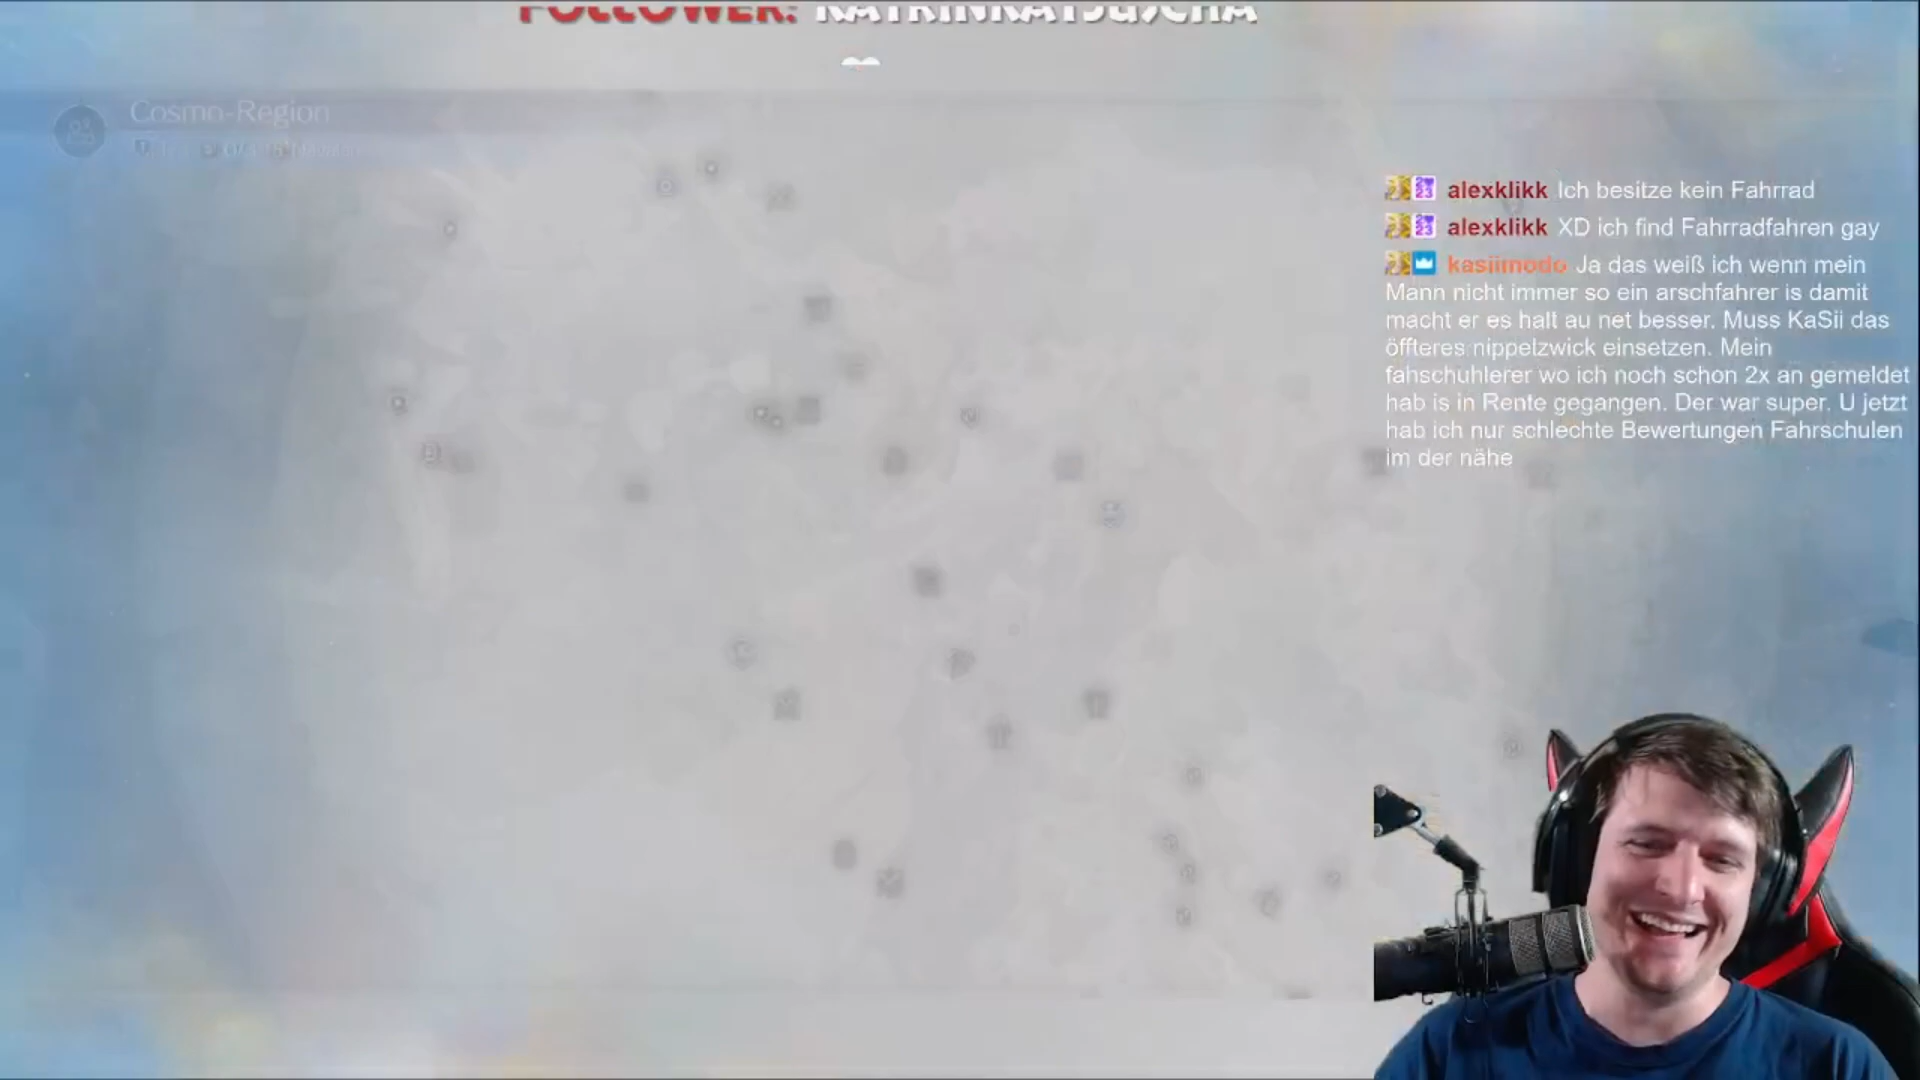 FOLLOWER:
Cosmo-Region
alexklikk Ich besitze kein Fahrrad
alexklikk XD ich find Fahrradfahren gay
kasiimodo Ja das weiß ich wenn mein
Mann nicht immer so ein arschfahrer is damit
macht er es halt au net besser. Muss KaSii das
öffteres nippelzwick einsetzen. Mein
fahschuhlerer wo ich noch schon 2x an gemeldet
hab is in Rente gegangen. Der war super. U jetzt
hab ich nur schlechte Bewertungen Fahrschulen
im der nähe